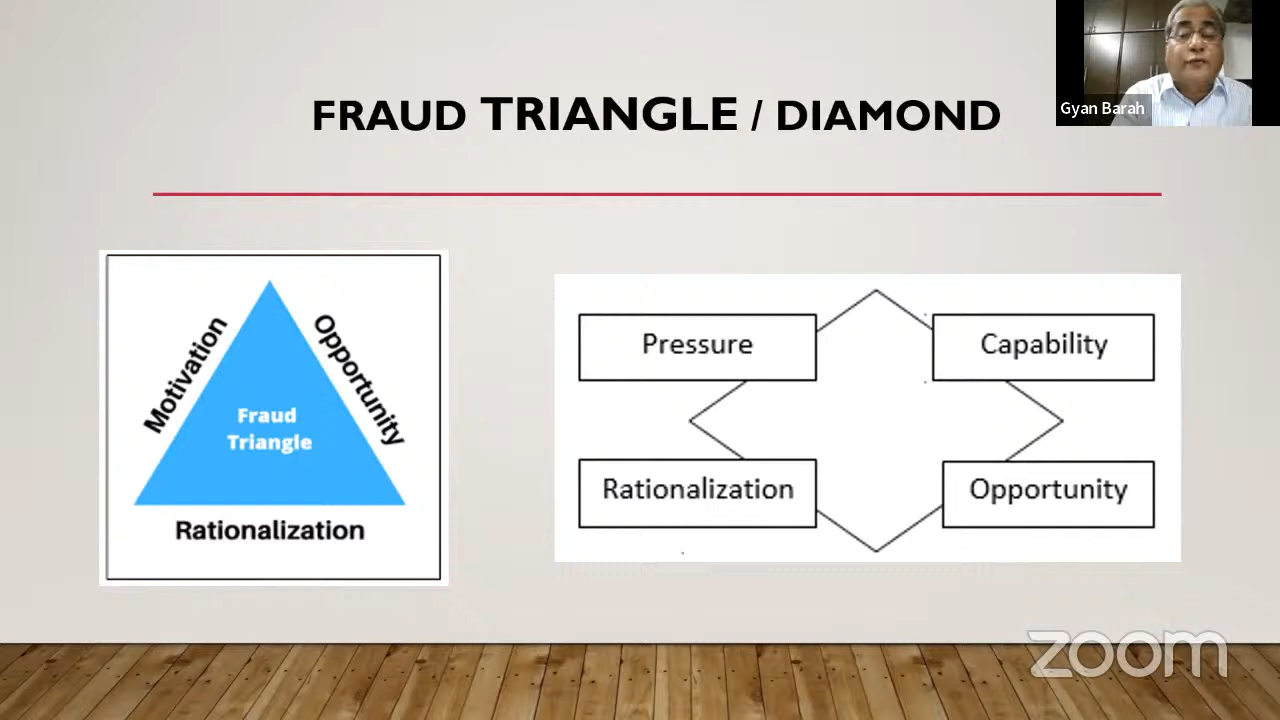 FRAUD TRIANGLE / DIAMOND
Gyan Barah
Motivation
Opportunity
Fraud
Triangle
Rationalization
Pressure
Capability
Rationalization
Opportunity
zoom